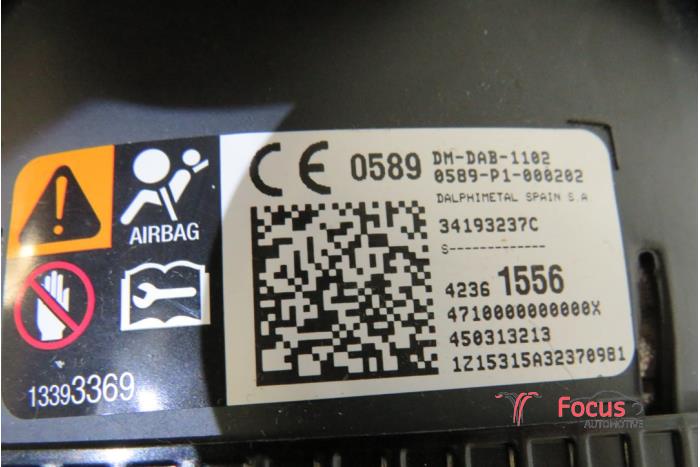 AIRBAG
13393369
CE 0589 DM-DAB-1102
0589-P1-000202
DALPHIMETAL SPAIN S.A
34193237C
S-------------
4236 1556
4710000000000X
450313213
1Z15315A32370981
Focus
AUTOMOTIVE